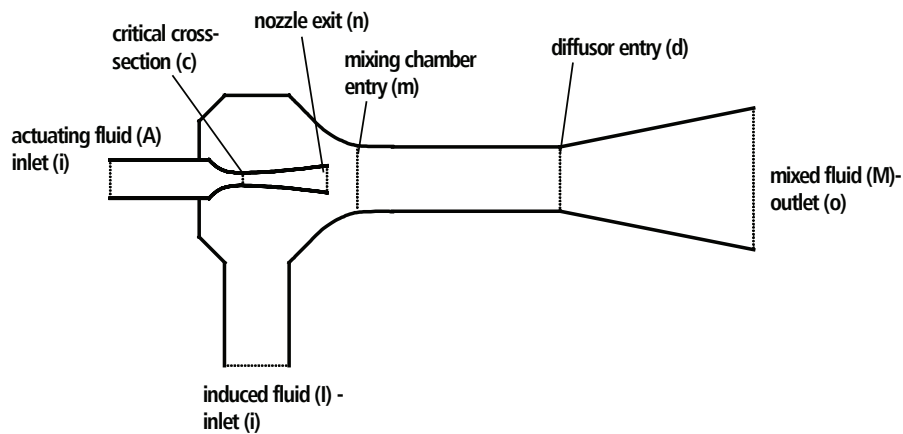 nozzle exit (n)
critical cross-
section (c)
diffusor entry (d)
mixing chamber
entry (m)
actuating fluid (A)
inlet (i)
mixed fluid (M)-
outlet (o)
induced fluid (I) -
inlet (i)